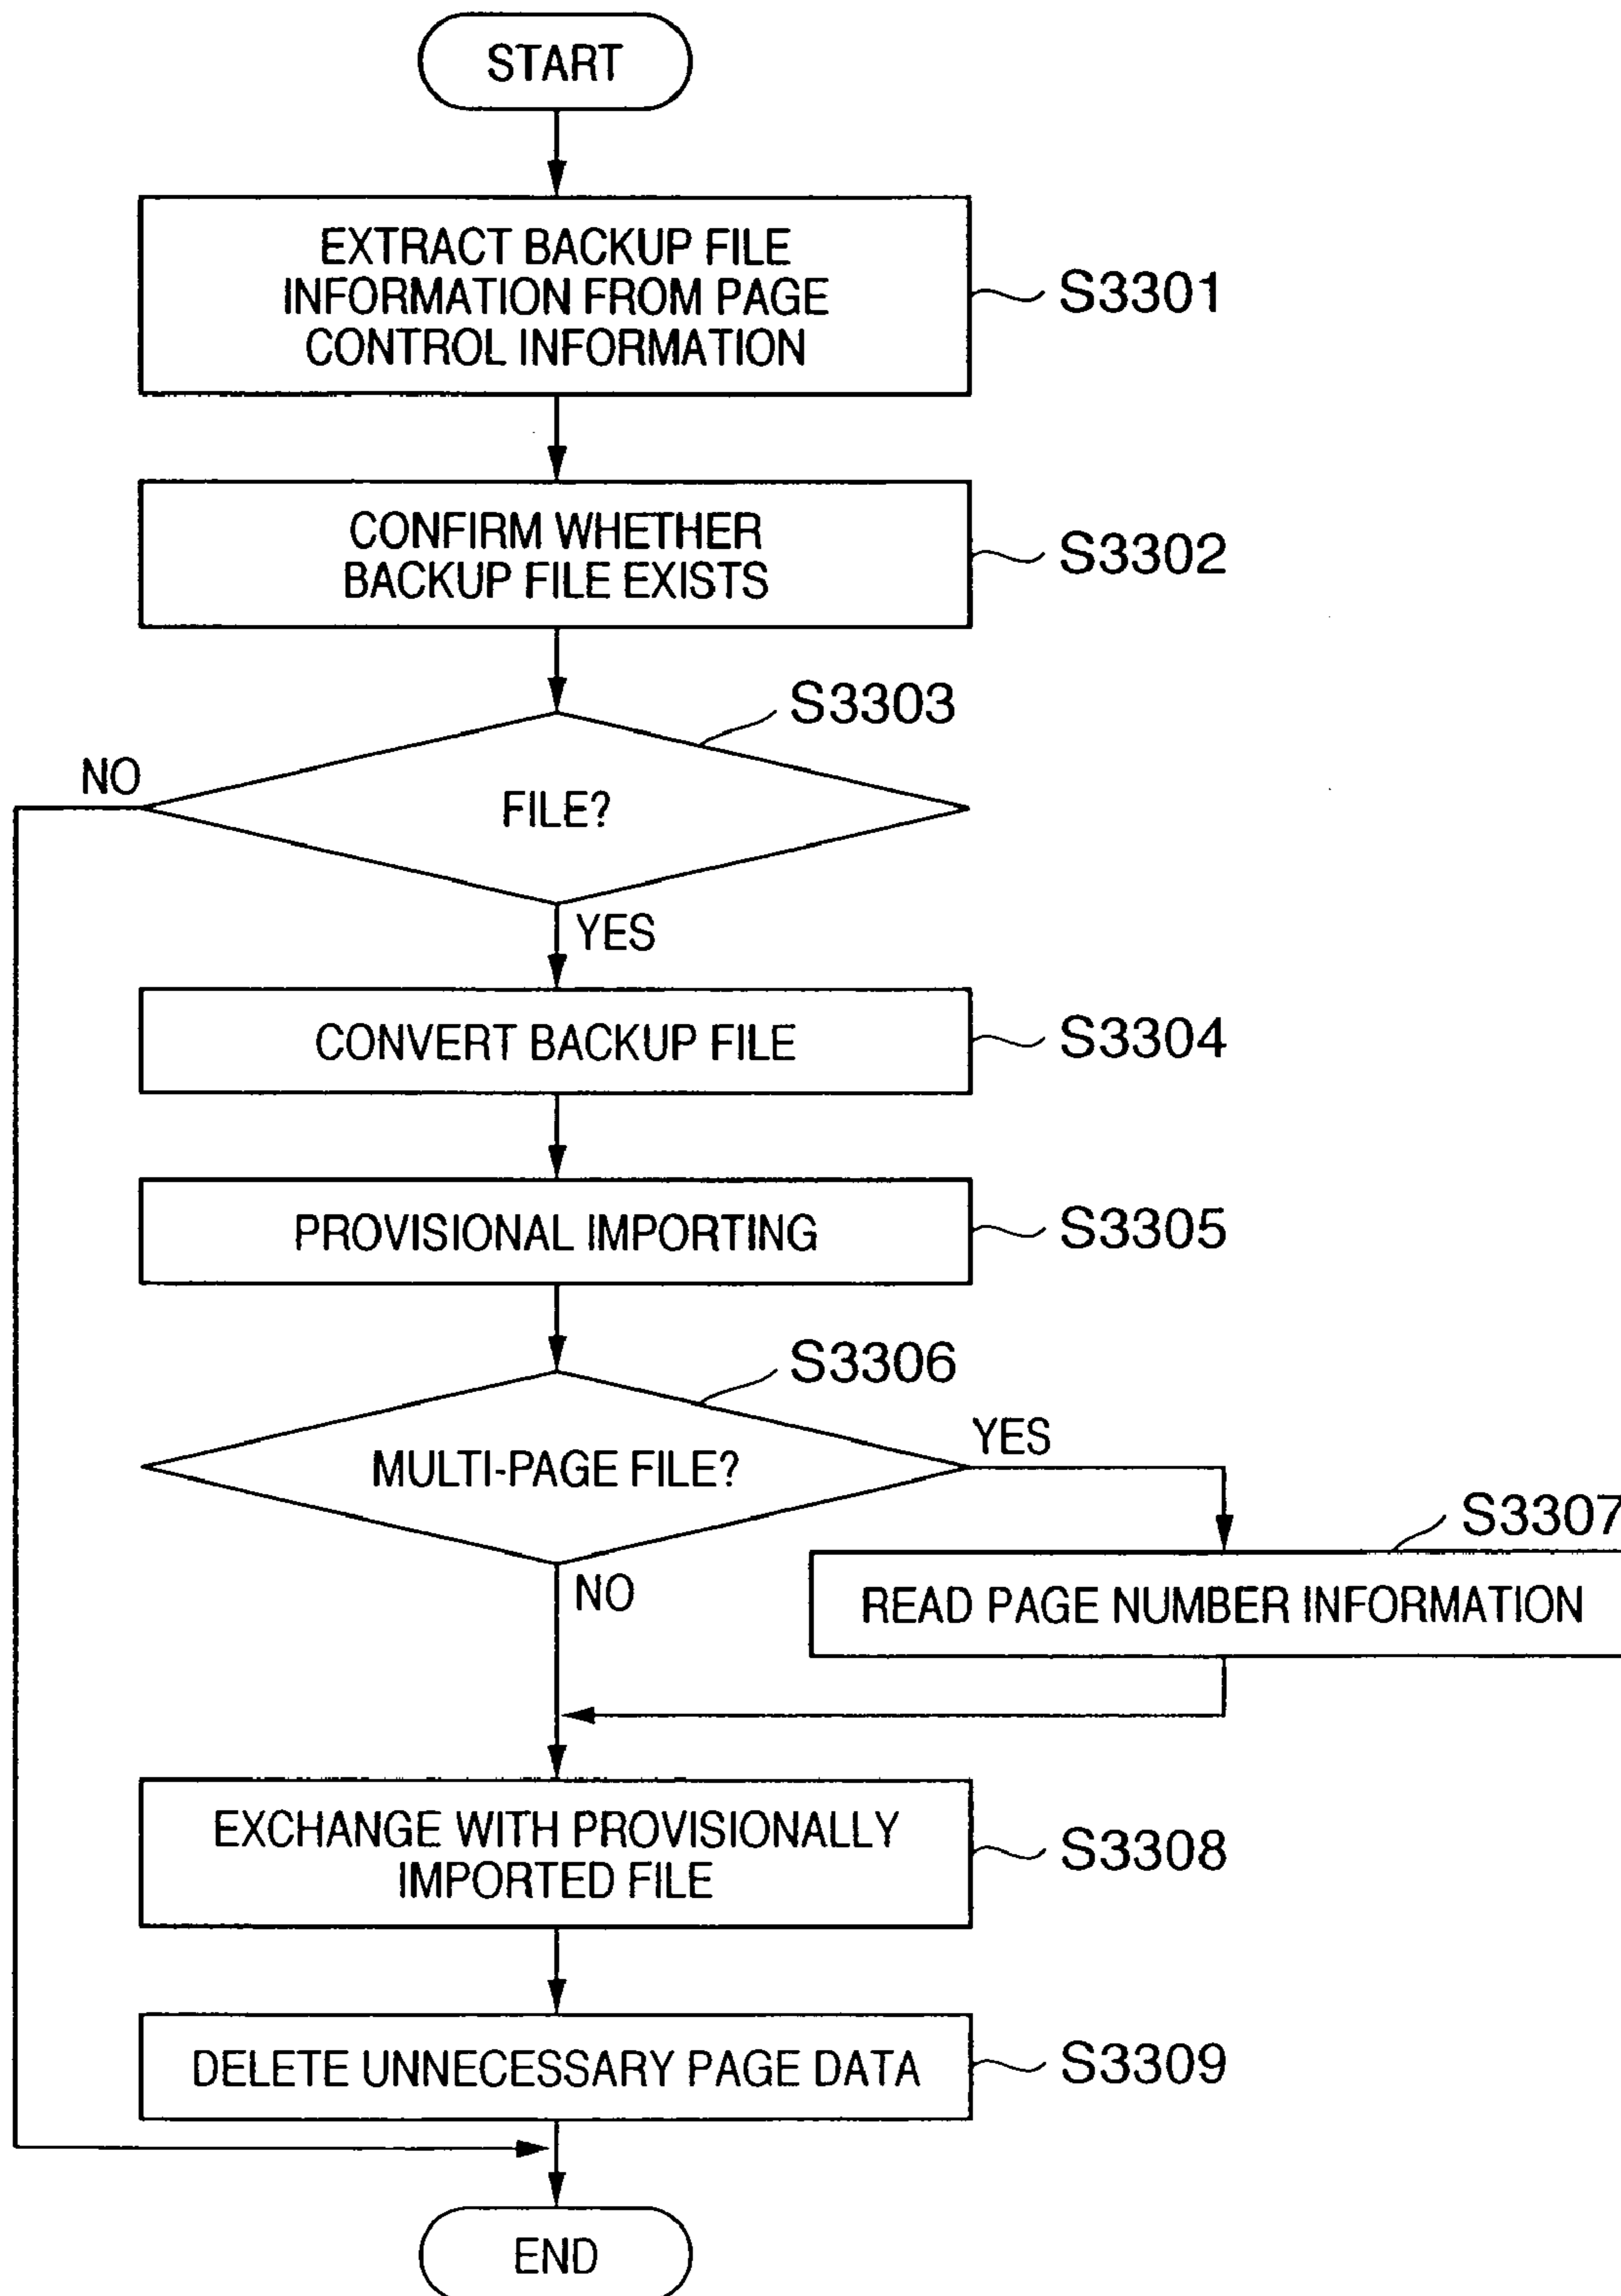 START
EXTRACT BACKUP FILE
INFORMATION FROM PAGE
CONTROL INFORMATION
S3301
CONFIRM WHETHER
BACKUP FILE EXISTS
S3302
S3303
NO
FILE?
YES
CONVERT BACKUP FILE
S3304
PROVISIONAL IMPORTING
S3305
S3306
MULTI-PAGE FILE?
YES
S3307
READ PAGE NUMBER INFORMATION
NO
EXCHANGE WITH PROVISIONALLY
IMPORTED FILE
S3308
DELETE UNNECESSARY PAGE DATA
S3309
END